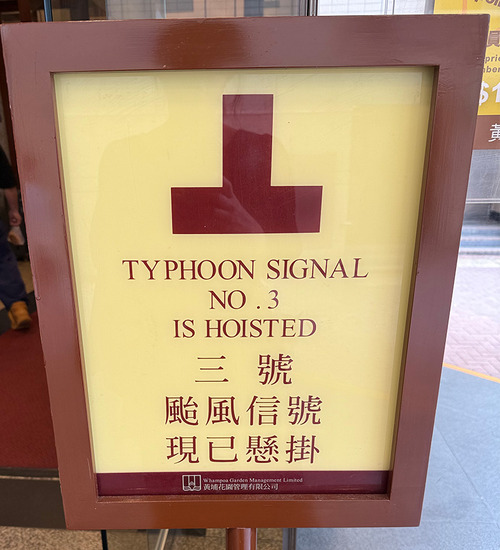 TYPHOON SIGNAL
NO . 3
IS HOISTED
三 號
颱風信號
現已懸掛
Whampoa Garden Management Limited
黃埔花園管理有限公司
黃